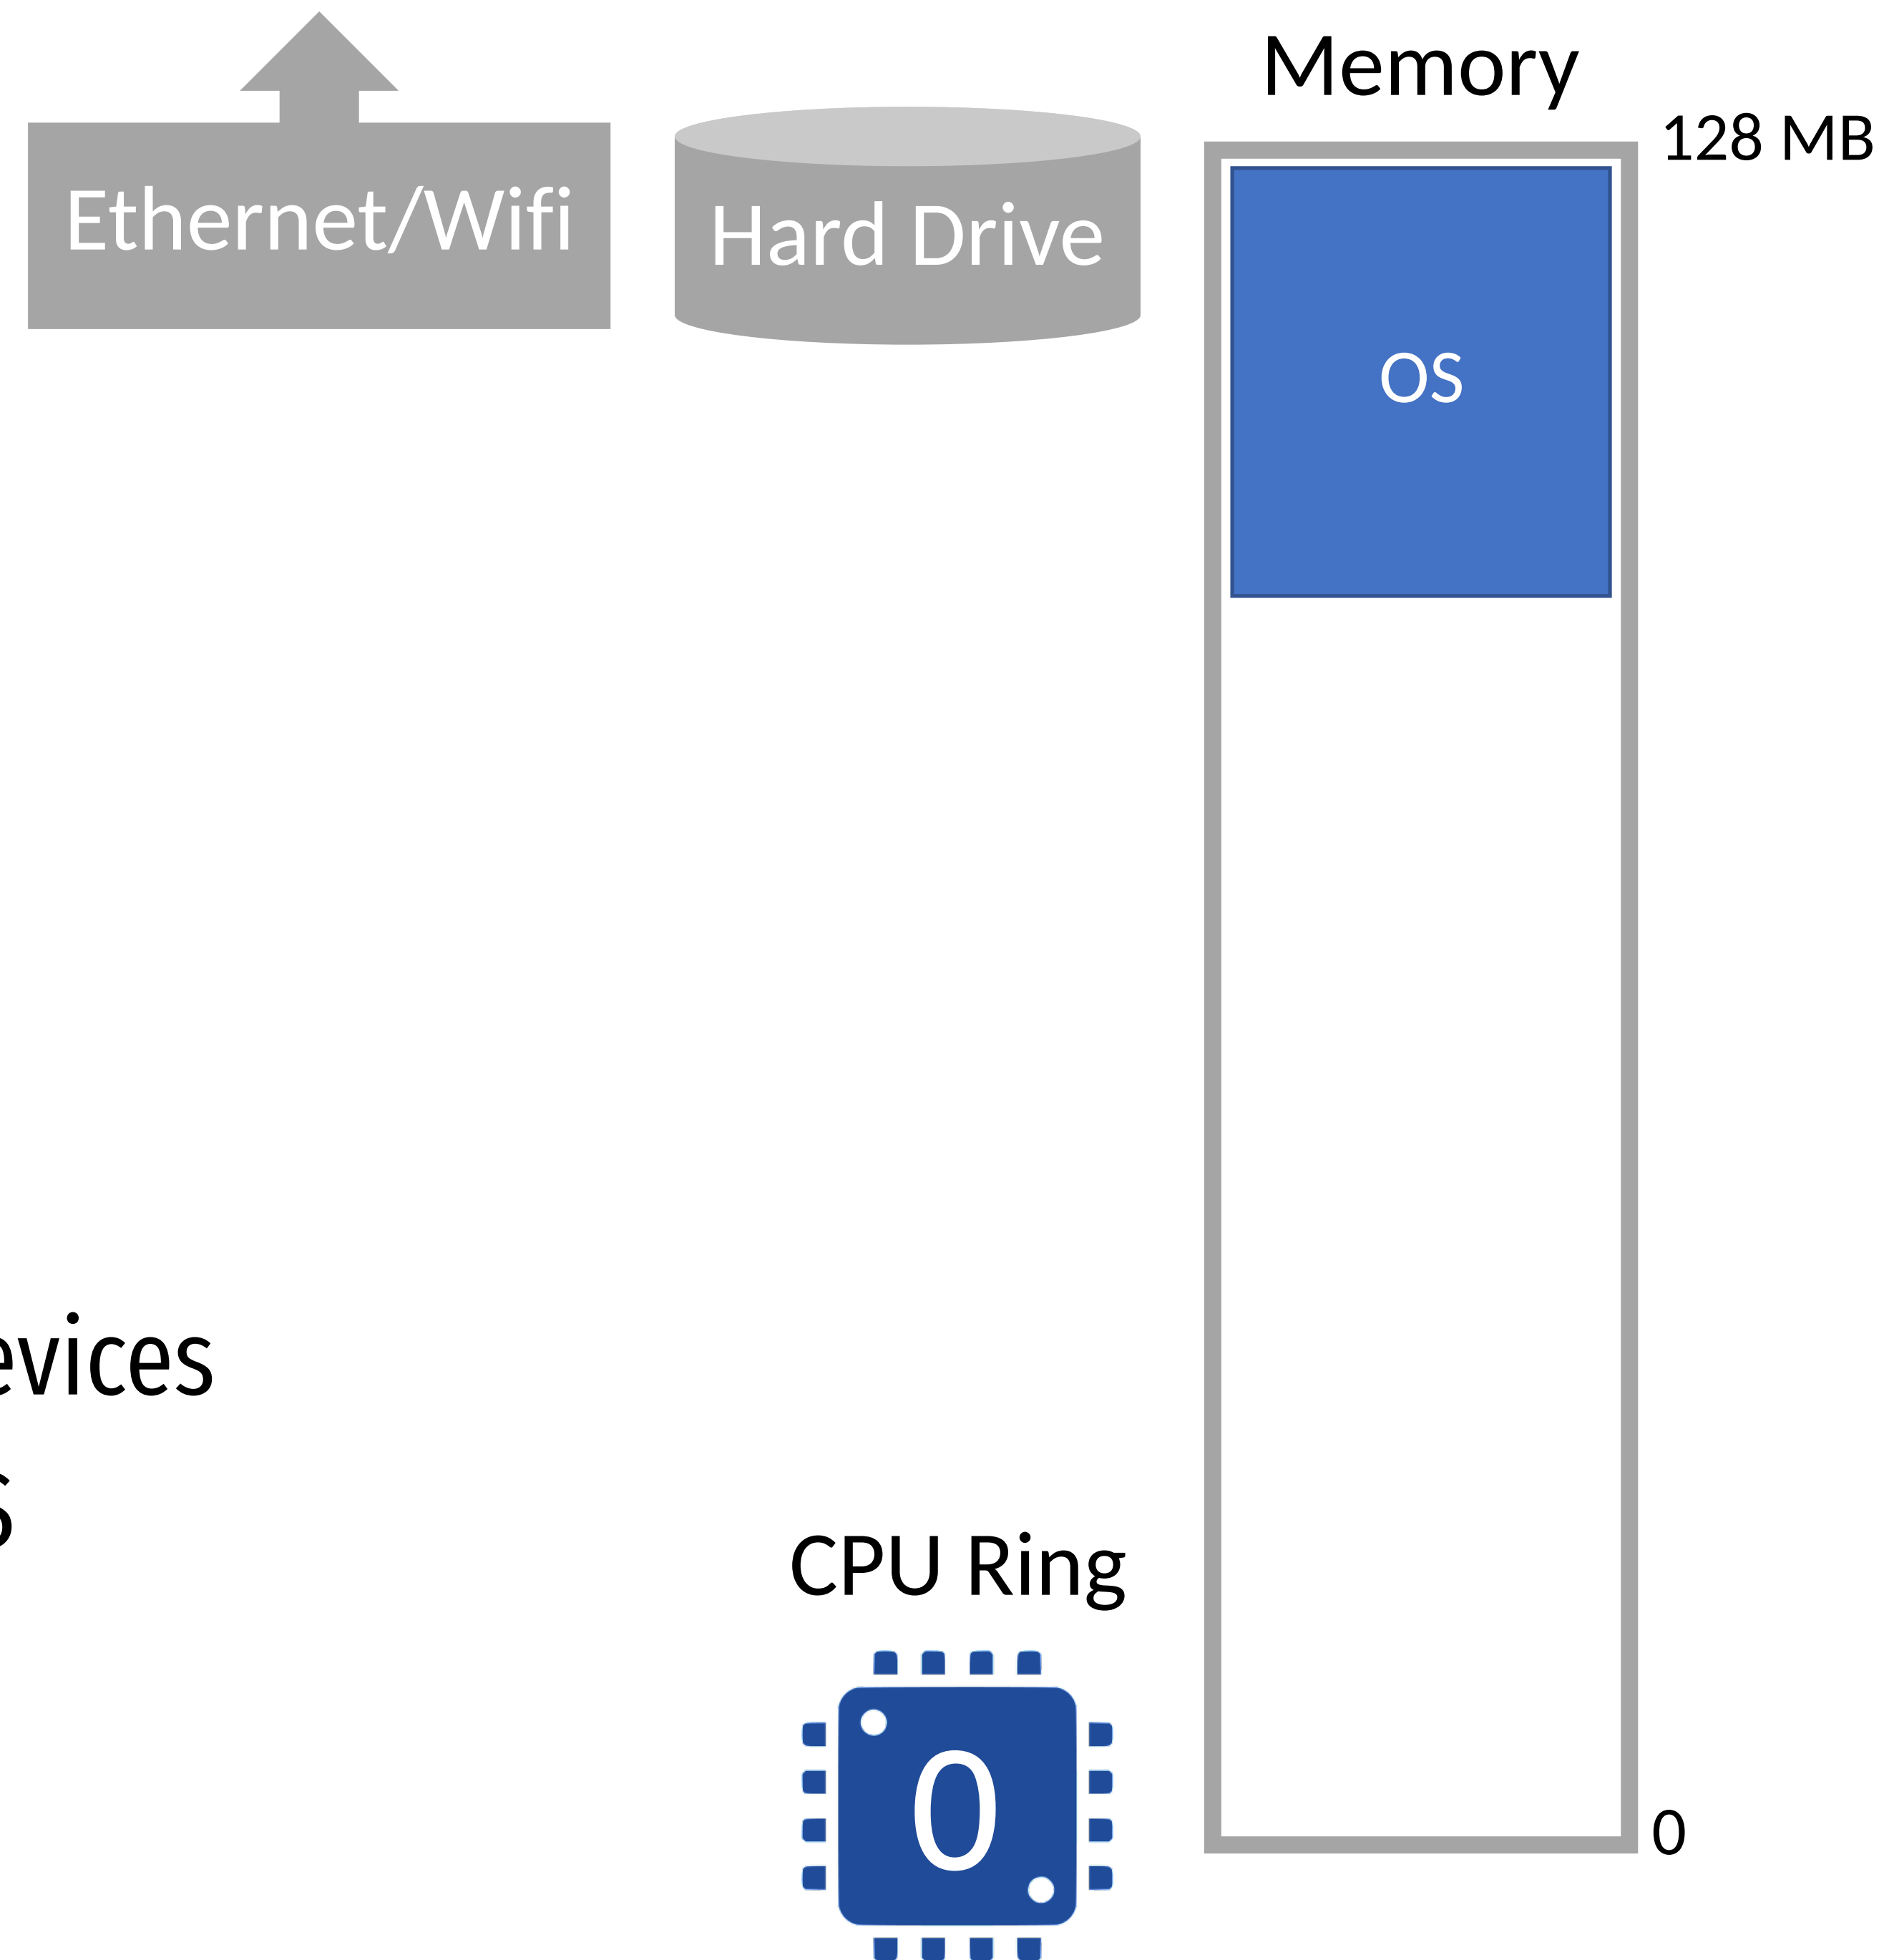 Memory
128 MB
Ethernet/Wifi
Hard Drive
OS
evices
s
CPU Ring
0
0